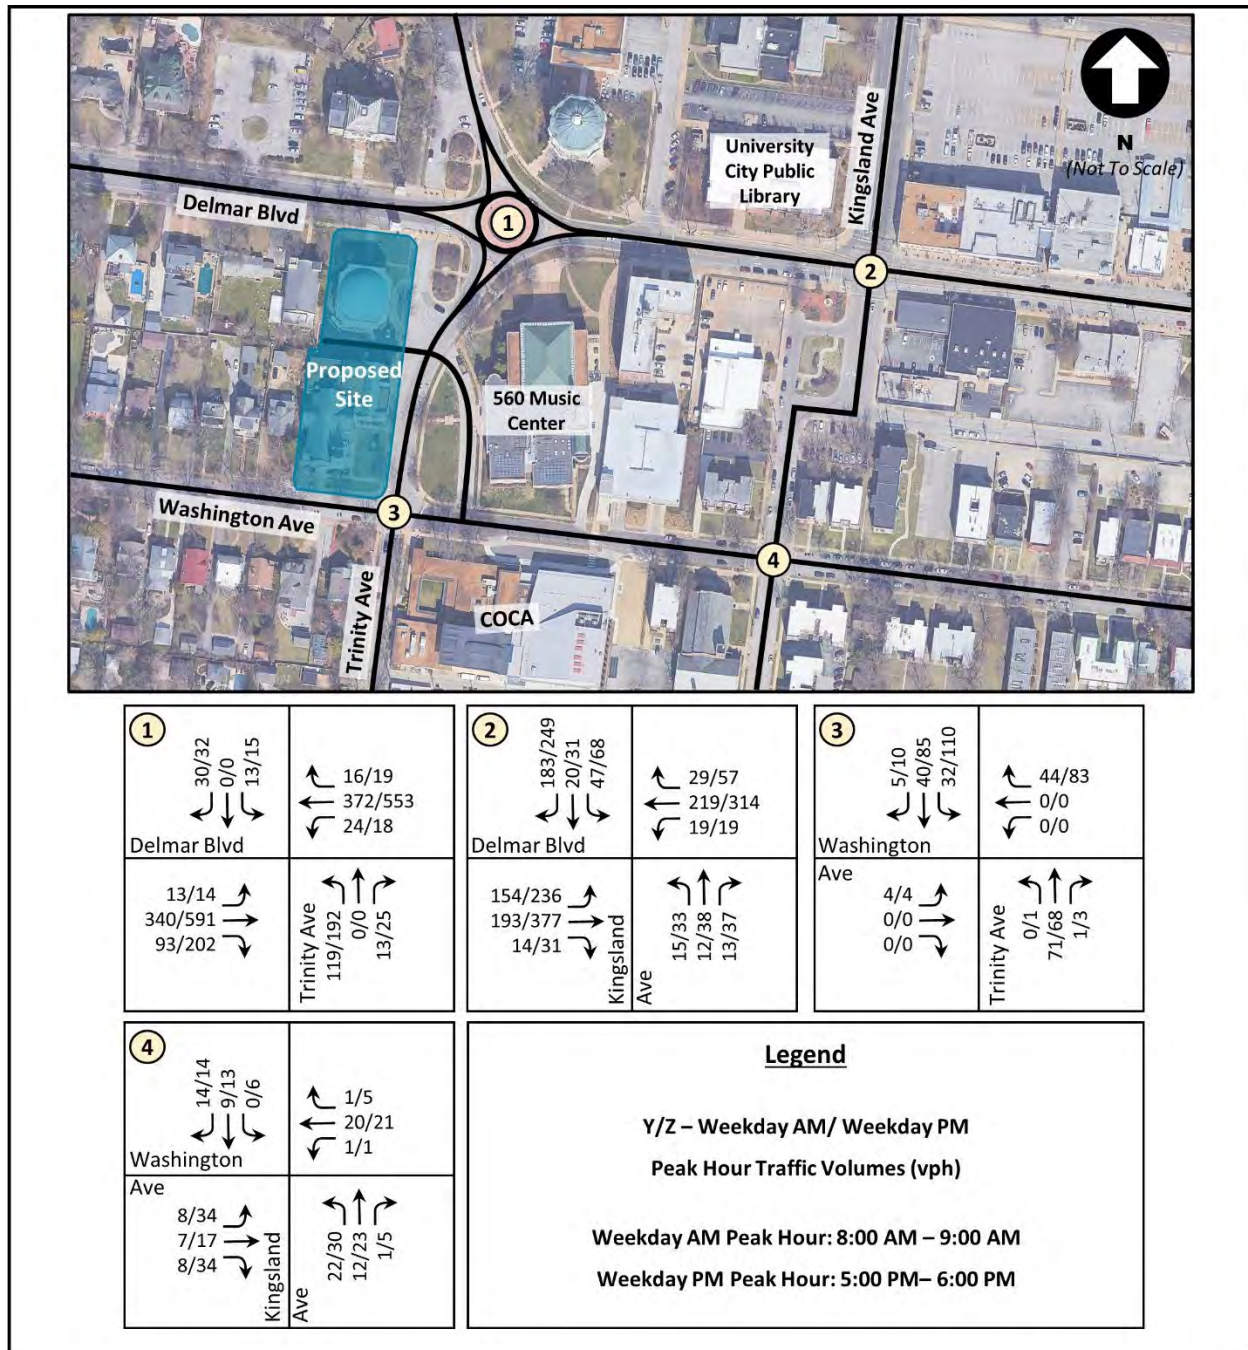 N
(Not To Scale)
University
City Public
Library
Kingsland Ave
Delmar Blvd
1
2
Proposed
Site
560 Music
Center
Washington Ave
3
4
Trinity Ave
COCA
1
30/32
0/0
13/15
16/19
372/553
24/18
Delmar Blvd
13/14
340/591
93/202
Trinity Ave
119/192
0/0
13/25
2
183/249
20/31
47/68
29/57
219/314
19/19
Delmar Blvd
154/236
193/377
14/31
Kingsland
Ave
15/33
12/38
13/37
3
5/10
40/85
32/110
44/83
0/0
0/0
Washington
Ave
4/4
0/0
0/0
Trinity Ave
0/1
71/68
1/3
4
14/14
9/13
0/6
1/5
20/21
1/1
Washington
Ave
8/34
7/17
8/34
Kingsland
Ave
22/30
12/23
1/5
Legend
Y/Z – Weekday AM/ Weekday PM
Peak Hour Traffic Volumes (vph)
Weekday AM Peak Hour: 8:00 AM – 9:00 AM
Weekday PM Peak Hour: 5:00 PM– 6:00 PM